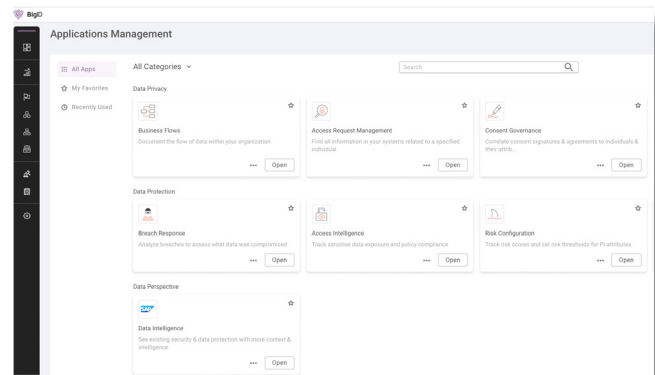 BigID
Applications Management
All Apps
My Favorites
Recently Used
All Categories
Search
Data Privacy
Business Flows
Document the flow of data within your organization
... Open
Access Request Management
Find all information in your systems related to a specified
individual
... Open
Consent Governance
Correlate consent signatures & agreements to individuals &
their attrib...
... Open
Data Protection
Breach Response
Analyze breaches to assess what data was compromised
... Open
Access Intelligence
Track sensitive data exposure and policy compliance
... Open
Risk Configuration
Track risk scores and set risk thresholds for PI attributes
... Open
Data Perspective
SAP
Data Intelligence
See existing security & data protection with more context &
intelligence
... Open